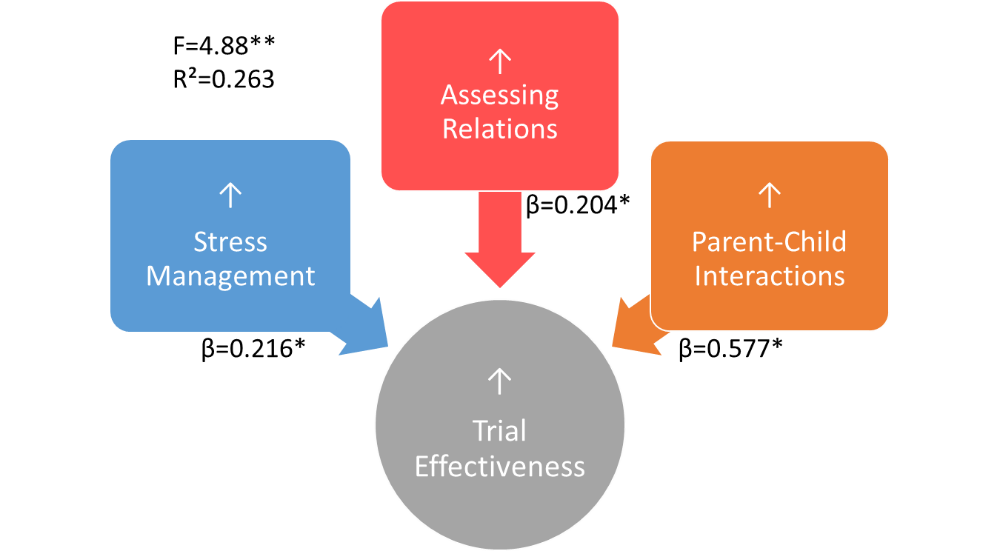 F=4.88**
R²=0.263
↑
Assessing
Relations
β=0.204*
↑
Stress
Management
β=0.216*
↑
Parent-Child
Interactions
β=0.577*
↑
Trial
Effectiveness